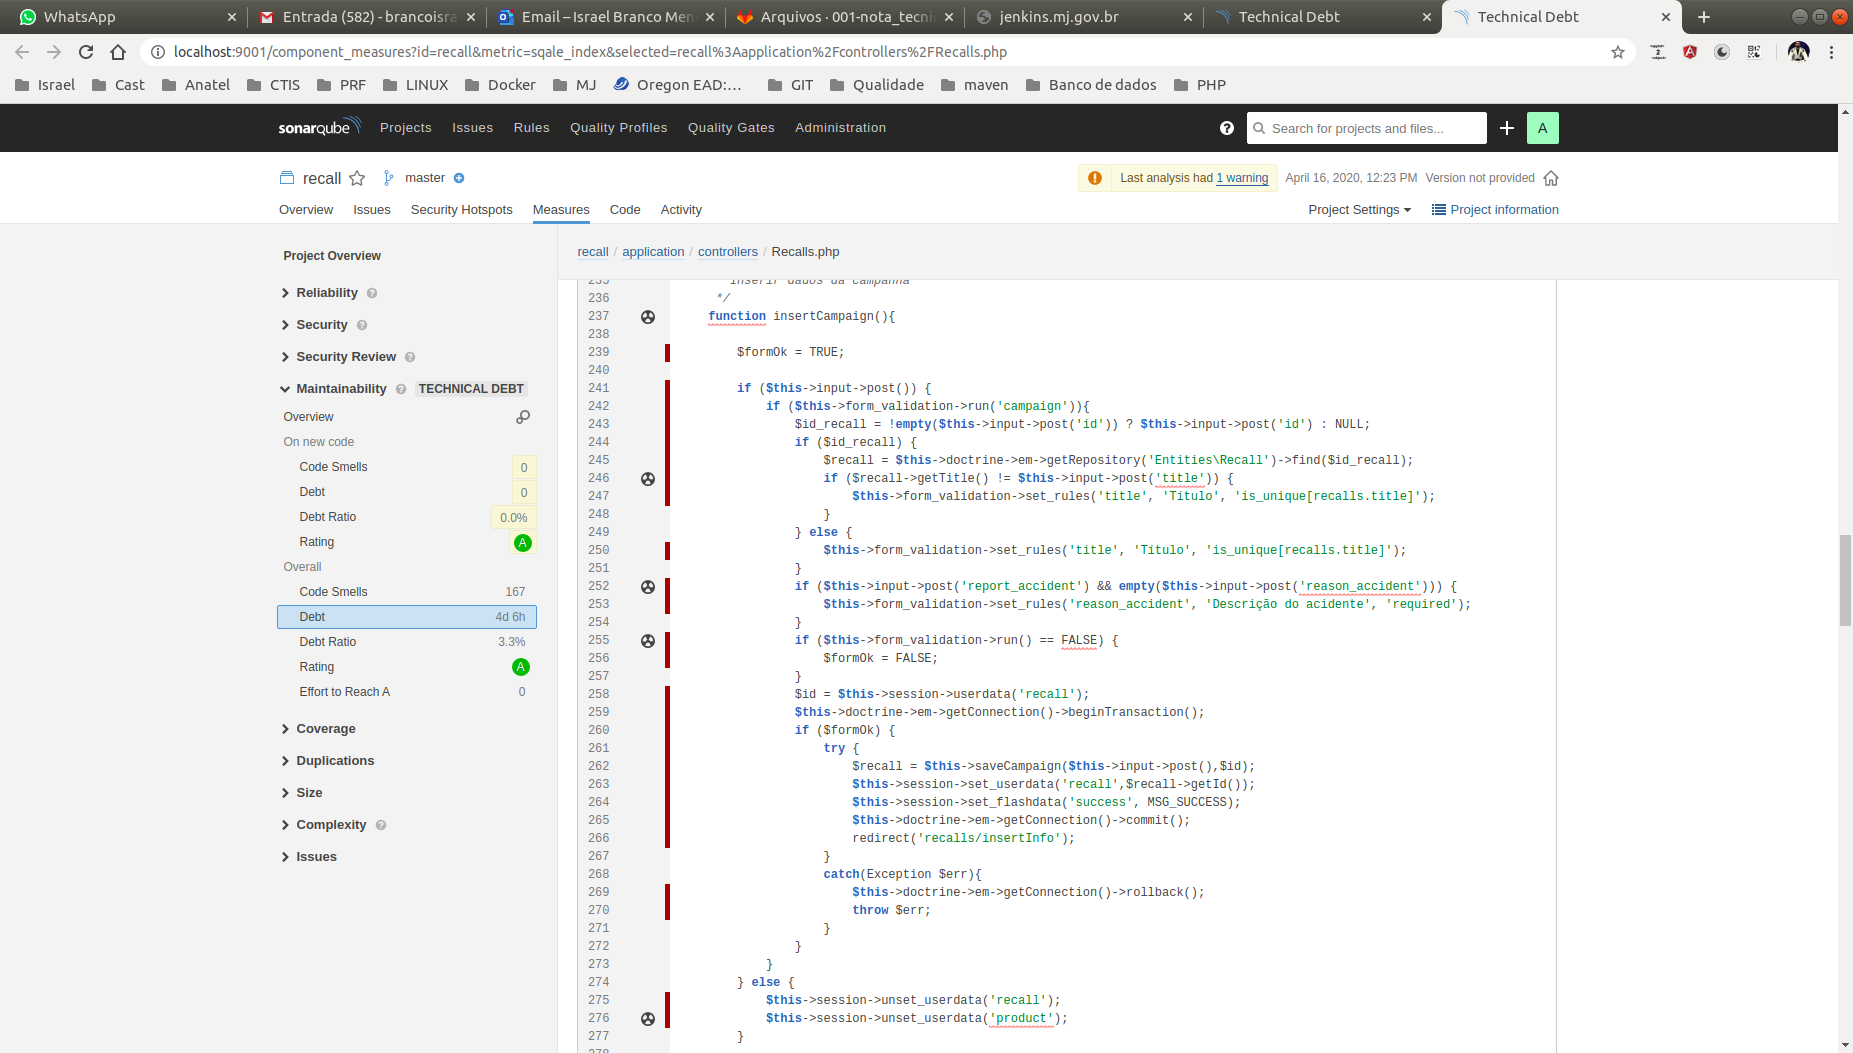 WhatsApp
Entrada (582) - brancoisra
Email – Israel Branco Men
Arquivos · 001-nota_tecni
jenkins.mj.gov.br
Technical Debt
Technical Debt
localhost:9001/component_measures?id=recall&metric=sqale_index&selected=recall%3Aapplication%2Fcontrollers%2FRecalls.php
Israel Cast Anatel CTIS PRF LINUX Docker MJ Oregon EAD:... GIT Qualidade maven Banco de dados PHP
sonarqube Projects Issues Rules Quality Profiles Quality Gates Administration Search for projects and files... A
recall master Last analysis had 1 warning April 16, 2020, 12:23 PM Version not provided
Overview Issues Security Hotspots Measures Code Activity Project Settings Project information
Project Overview
Reliability
Security
Security Review
Maintainability TECHNICAL DEBT
Overview
On new code
Code Smells 0
Debt 0
Debt Ratio 0.0%
Rating A
Overall
Code Smells 167
Debt 4d 6h
Debt Ratio 3.3%
Rating A
Effort to Reach A 0
Coverage
Duplications
Size
Complexity
Issues
recall / application / controllers / Recalls.php
235 Inserir dados da campanha
236 */
237 function insertCampaign(){
238
239 $formOk = TRUE;
240
241 if ($this->input->post()) {
242 if ($this->form_validation->run('campaign')){
243 $id_recall = !empty($this->input->post('id')) ? $this->input->post('id') : NULL;
244 if ($id_recall) {
245 $recall = $this->doctrine->em->getRepository('Entities\Recall')->find($id_recall);
246 if ($recall->getTitle() != $this->input->post('title')) {
247 $this->form_validation->set_rules('title', 'Título', 'is_unique[recalls.title]');
248 }
249 } else {
250 $this->form_validation->set_rules('title', 'Título', 'is_unique[recalls.title]');
251 }
252 if ($this->input->post('report_accident') && empty($this->input->post('reason_accident'))) {
253 $this->form_validation->set_rules('reason_accident', 'Descrição do acidente', 'required');
254 }
255 if ($this->form_validation->run() == FALSE) {
256 $formOk = FALSE;
257 }
258 $id = $this->session->userdata('recall');
259 $this->doctrine->em->getConnection()->beginTransaction();
260 if ($formOk) {
261 try {
262 $recall = $this->saveCampaign($this->input->post(),$id);
263 $this->session->set_userdata('recall',$recall->getId());
264 $this->session->set_flashdata('success', MSG_SUCCESS);
265 $this->doctrine->em->getConnection()->commit();
266 redirect('recalls/insertInfo');
267 }
268 catch(Exception $err){
269 $this->doctrine->em->getConnection()->rollback();
270 throw $err;
271 }
272 }
273 }
274 } else {
275 $this->session->unset_userdata('recall');
276 $this->session->unset_userdata('product');
277 }
278